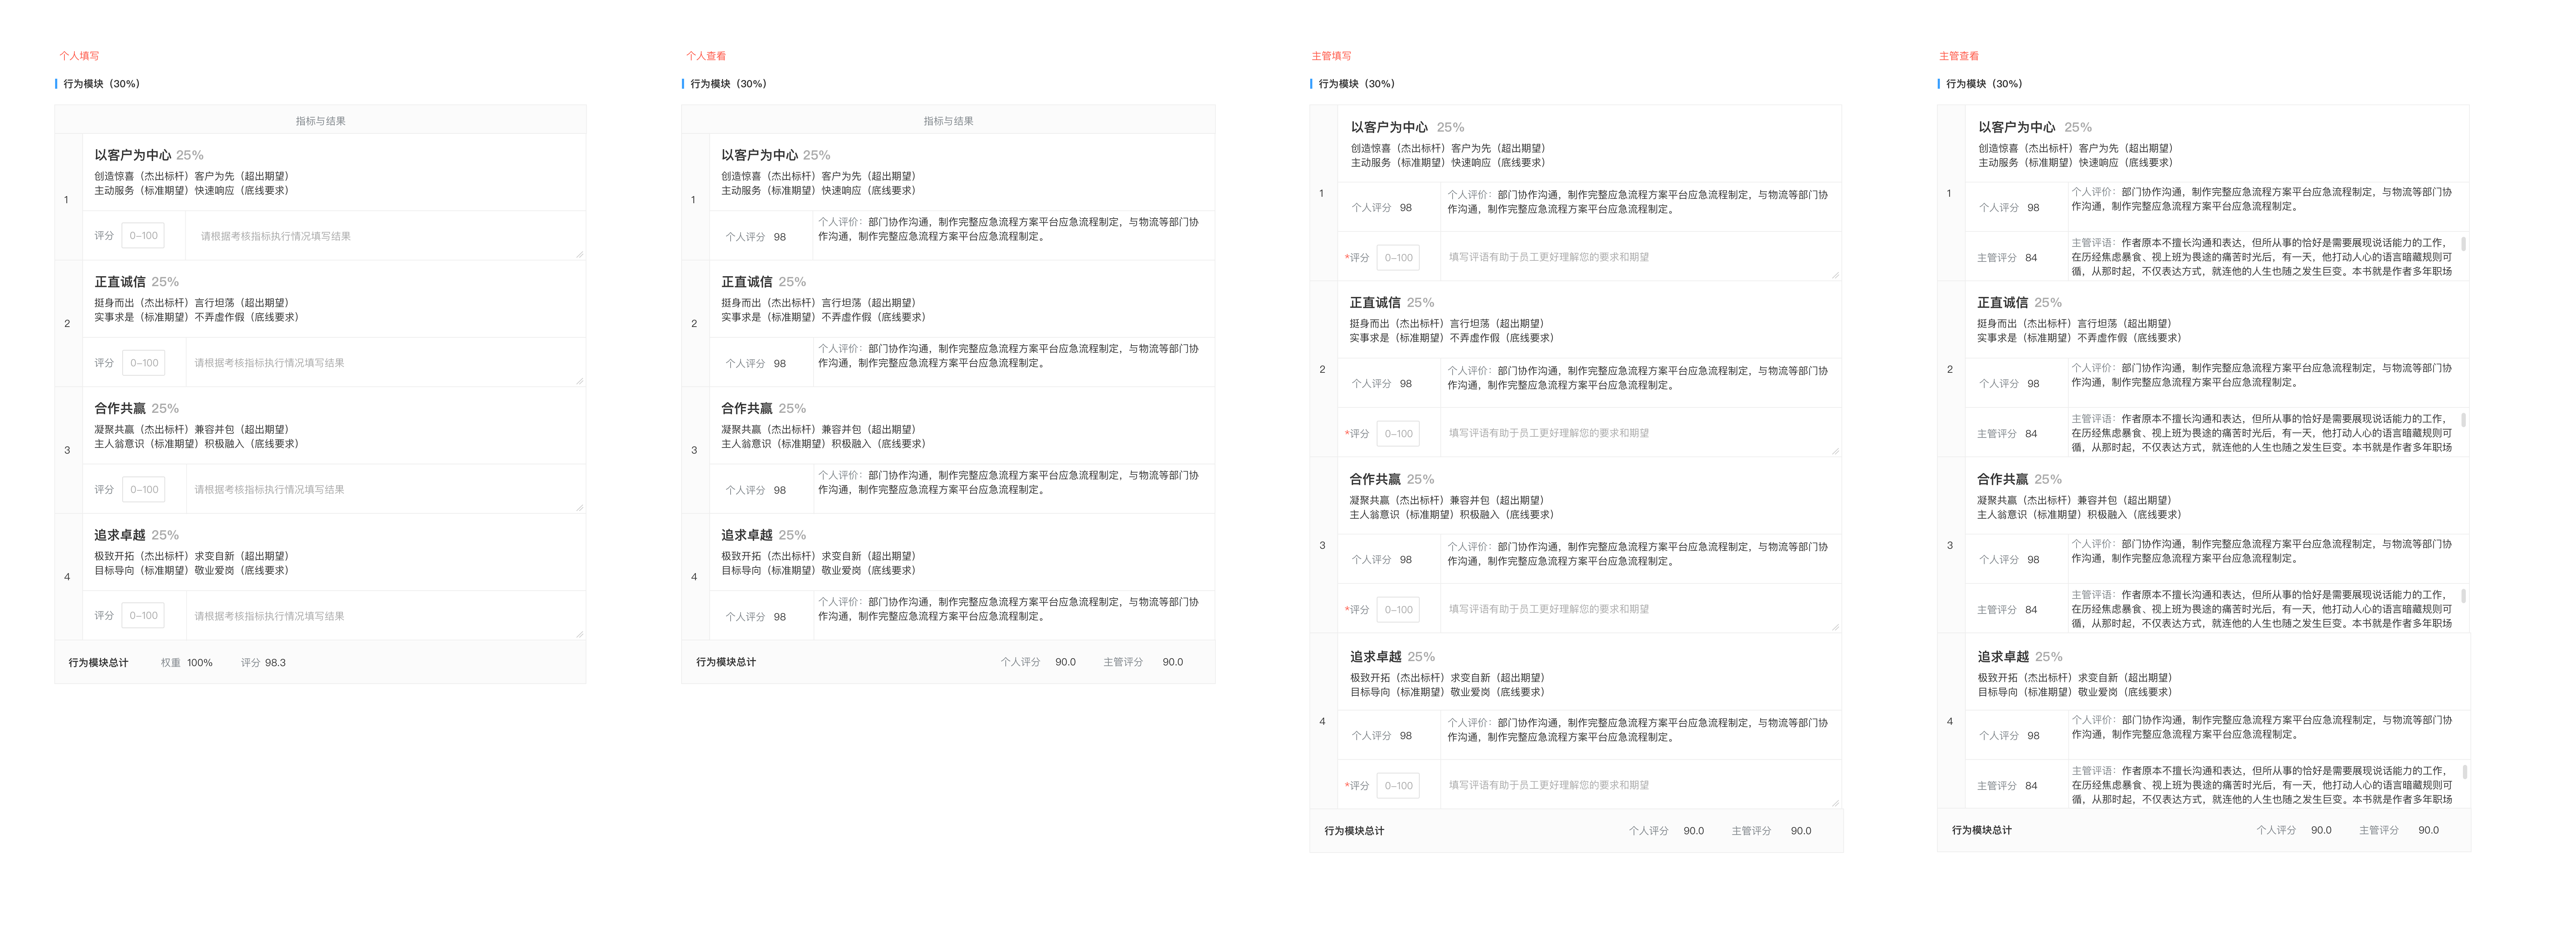 个人填写
行为模块（30%）
指标与结果
1
以客户为中心 25%
创造惊喜（杰出标杆）客户为先（超出期望）
主动服务（标准期望）快速响应（底线要求）
评分 0-100 请根据考核指标执行情况填写结果
2
正直诚信 25%
挺身而出（杰出标杆）言行坦荡（超出期望）
实事求是（标准期望）不弄虚作假（底线要求）
评分 0-100 请根据考核指标执行情况填写结果
3
合作共赢 25%
凝聚共赢（杰出标杆）兼容并包（超出期望）
主人翁意识（标准期望）积极融入（底线要求）
评分 0-100 请根据考核指标执行情况填写结果
4
追求卓越 25%
极致开拓（杰出标杆）求变自新（超出期望）
目标导向（标准期望）敬业爱岗（底线要求）
评分 0-100 请根据考核指标执行情况填写结果
行为模块总计 权重 100% 评分 98.3
个人查看
行为模块（30%）
指标与结果
1
以客户为中心 25%
创造惊喜（杰出标杆）客户为先（超出期望）
主动服务（标准期望）快速响应（底线要求）
个人评分 98
个人评价：部门协作沟通，制作完整应急流程方案平台应急流程制定，与物流等部门协
作沟通，制作完整应急流程方案平台应急流程制定。
2
正直诚信 25%
挺身而出（杰出标杆）言行坦荡（超出期望）
实事求是（标准期望）不弄虚作假（底线要求）
个人评分 98
个人评价：部门协作沟通，制作完整应急流程方案平台应急流程制定，与物流等部门协
作沟通，制作完整应急流程方案平台应急流程制定。
3
合作共赢 25%
凝聚共赢（杰出标杆）兼容并包（超出期望）
主人翁意识（标准期望）积极融入（底线要求）
个人评分 98
个人评价：部门协作沟通，制作完整应急流程方案平台应急流程制定，与物流等部门协
作沟通，制作完整应急流程方案平台应急流程制定。
4
追求卓越 25%
极致开拓（杰出标杆）求变自新（超出期望）
目标导向（标准期望）敬业爱岗（底线要求）
个人评分 98
个人评价：部门协作沟通，制作完整应急流程方案平台应急流程制定，与物流等部门协
作沟通，制作完整应急流程方案平台应急流程制定。
行为模块总计 个人评分 90.0 主管评分 90.0
主管填写
行为模块（30%）
1
以客户为中心 25%
创造惊喜（杰出标杆）客户为先（超出期望）
主动服务（标准期望）快速响应（底线要求）
个人评分 98
个人评价：部门协作沟通，制作完整应急流程方案平台应急流程制定，与物流等部门协
作沟通，制作完整应急流程方案平台应急流程制定。
*评分 0-100 填写评语有助于员工更好理解您的要求和期望
2
正直诚信 25%
挺身而出（杰出标杆）言行坦荡（超出期望）
实事求是（标准期望）不弄虚作假（底线要求）
个人评分 98
个人评价：部门协作沟通，制作完整应急流程方案平台应急流程制定，与物流等部门协
作沟通，制作完整应急流程方案平台应急流程制定。
*评分 0-100 填写评语有助于员工更好理解您的要求和期望
3
合作共赢 25%
凝聚共赢（杰出标杆）兼容并包（超出期望）
主人翁意识（标准期望）积极融入（底线要求）
个人评分 98
个人评价：部门协作沟通，制作完整应急流程方案平台应急流程制定，与物流等部门协
作沟通，制作完整应急流程方案平台应急流程制定。
*评分 0-100 填写评语有助于员工更好理解您的要求和期望
4
追求卓越 25%
极致开拓（杰出标杆）求变自新（超出期望）
目标导向（标准期望）敬业爱岗（底线要求）
个人评分 98
个人评价：部门协作沟通，制作完整应急流程方案平台应急流程制定，与物流等部门协
作沟通，制作完整应急流程方案平台应急流程制定。
*评分 0-100 填写评语有助于员工更好理解您的要求和期望
行为模块总计 个人评分 90.0 主管评分 90.0
主管查看
行为模块（30%）
1
以客户为中心 25%
创造惊喜（杰出标杆）客户为先（超出期望）
主动服务（标准期望）快速响应（底线要求）
个人评分 98
个人评价：部门协作沟通，制作完整应急流程方案平台应急流程制定，与物流等部门协
作沟通，制作完整应急流程方案平台应急流程制定。
主管评分 84
主管评语：作者原本不擅长沟通和表达，但所从事的恰好是需要展现说话能力的工作，
在历经焦虑暴食、视上班为畏途的痛苦时光后，有一天，他打动人心的语言暗藏规则可
循，从那时起，不仅表达方式，就连他的人生也随之发生巨变。本书就是作者多年职场
2
正直诚信 25%
挺身而出（杰出标杆）言行坦荡（超出期望）
实事求是（标准期望）不弄虚作假（底线要求）
个人评分 98
个人评价：部门协作沟通，制作完整应急流程方案平台应急流程制定，与物流等部门协
作沟通，制作完整应急流程方案平台应急流程制定。
主管评分 84
主管评语：作者原本不擅长沟通和表达，但所从事的恰好是需要展现说话能力的工作，
在历经焦虑暴食、视上班为畏途的痛苦时光后，有一天，他打动人心的语言暗藏规则可
循，从那时起，不仅表达方式，就连他的人生也随之发生巨变。本书就是作者多年职场
3
合作共赢 25%
凝聚共赢（杰出标杆）兼容并包（超出期望）
主人翁意识（标准期望）积极融入（底线要求）
个人评分 98
个人评价：部门协作沟通，制作完整应急流程方案平台应急流程制定，与物流等部门协
作沟通，制作完整应急流程方案平台应急流程制定。
主管评分 84
主管评语：作者原本不擅长沟通和表达，但所从事的恰好是需要展现说话能力的工作，
在历经焦虑暴食、视上班为畏途的痛苦时光后，有一天，他打动人心的语言暗藏规则可
循，从那时起，不仅表达方式，就连他的人生也随之发生巨变。本书就是作者多年职场
4
追求卓越 25%
极致开拓（杰出标杆）求变自新（超出期望）
目标导向（标准期望）敬业爱岗（底线要求）
个人评分 98
个人评价：部门协作沟通，制作完整应急流程方案平台应急流程制定，与物流等部门协
作沟通，制作完整应急流程方案平台应急流程制定。
主管评分 84
主管评语：作者原本不擅长沟通和表达，但所从事的恰好是需要展现说话能力的工作，
在历经焦虑暴食、视上班为畏途的痛苦时光后，有一天，他打动人心的语言暗藏规则可
循，从那时起，不仅表达方式，就连他的人生也随之发生巨变。本书就是作者多年职场
行为模块总计 个人评分 90.0 主管评分 90.0